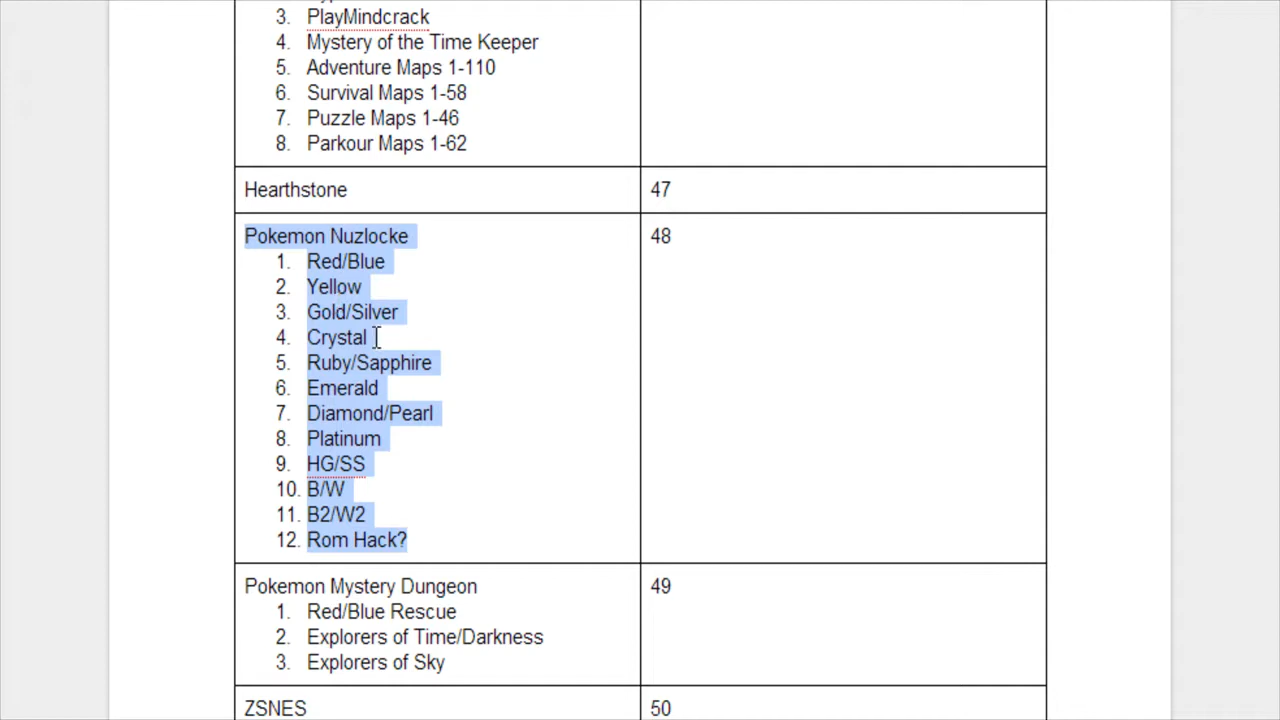 3. PlayMindcrack
4. Mystery of the Time Keeper
5. Adventure Maps 1-110
6. Survival Maps 1-58
7. Puzzle Maps 1-46
8. Parkour Maps 1-62
Hearthstone 47
Pokemon Nuzlocke 48
1. Red/Blue
2. Yellow
3. Gold/Silver
4. Crystal
5. Ruby/Sapphire
6. Emerald
7. Diamond/Pearl
8. Platinum
9. HG/SS
10. B/W
11. B2/W2
12. Rom Hack?
Pokemon Mystery Dungeon 49
1. Red/Blue Rescue
2. Explorers of Time/Darkness
3. Explorers of Sky
ZSNES 50